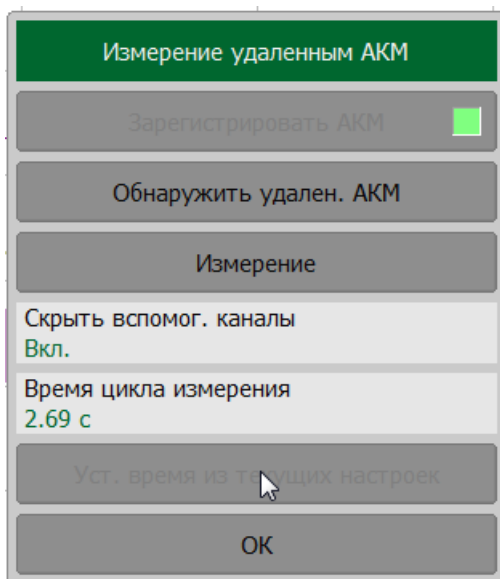 Измерение удаленным АКМ
Зарегистрировать АКМ
Обнаружить удален. АКМ
Измерение
Скрыть вспомог. каналы
Вкл.
Время цикла измерения
2.69 с
Уст. время из текущих настроек
ОК